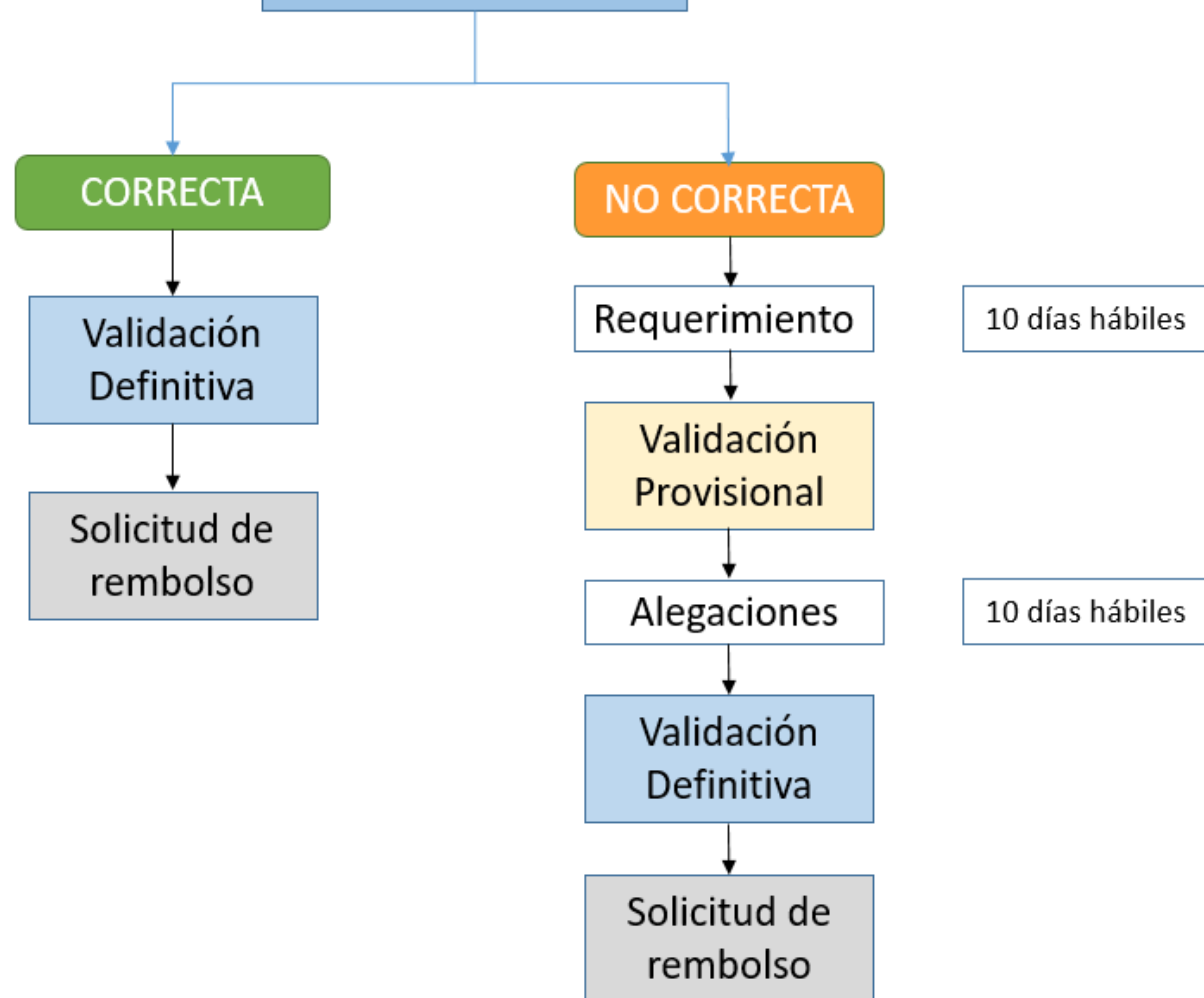 CORRECTA
NO CORRECTA
Validación
Definitiva
Solicitud de
rembolso
Requerimiento
10 días hábiles
Validación
Provisional
Alegaciones
10 días hábiles
Validación
Definitiva
Solicitud de
rembolso